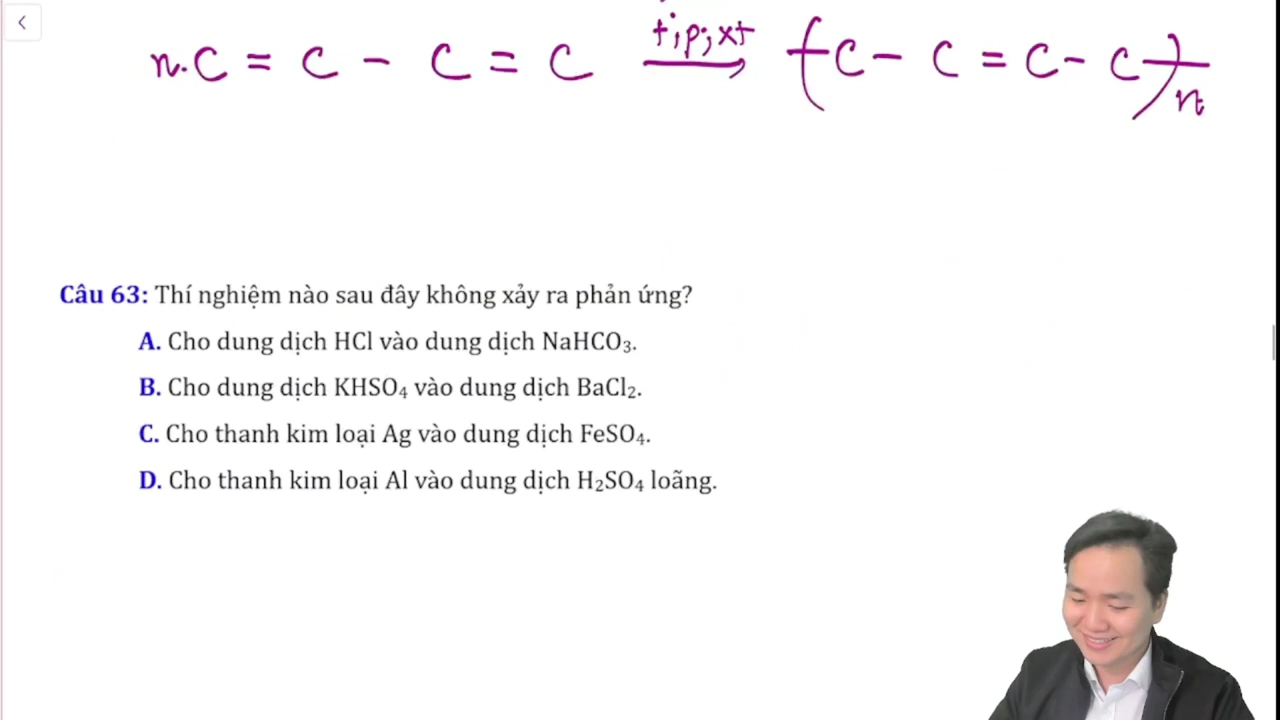 n.C = C - C = C t;p;xt (C - C = C - C)n
Câu 63: Thí nghiệm nào sau đây không xảy ra phản ứng?
A. Cho dung dịch HCl vào dung dịch NaHCO₃.
B. Cho dung dịch KHSO₄ vào dung dịch BaCl₂.
C. Cho thanh kim loại Ag vào dung dịch FeSO₄.
D. Cho thanh kim loại Al vào dung dịch H₂SO₄ loãng.